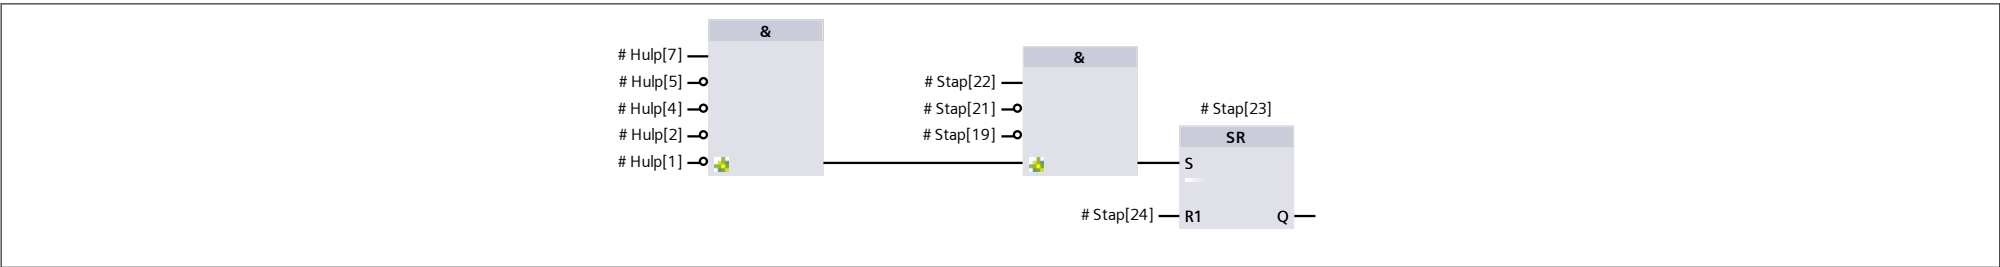 &
# Hulp[7]
# Hulp[5]
# Hulp[4]
# Hulp[2]
# Hulp[1]
&
# Stap[22]
# Stap[21]
# Stap[19]
# Stap[23]
SR
S
# Stap[24]
R1
Q